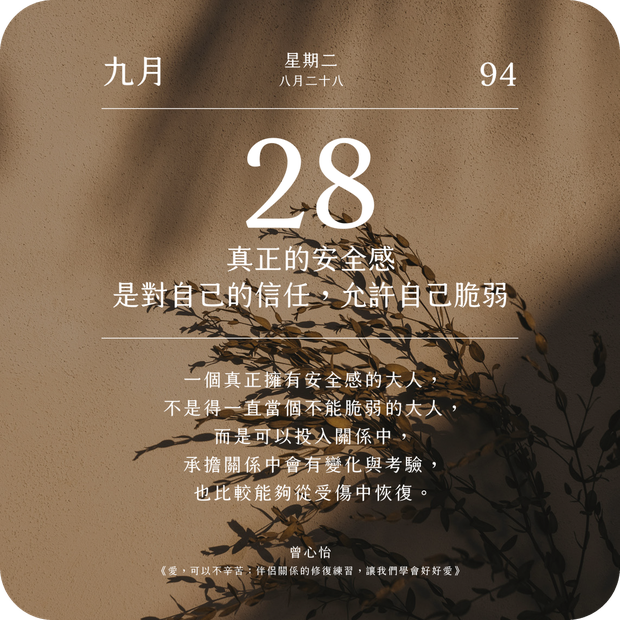 九月
星期二
八月二十八
94
28
真正的安全感
是對自己的信任，允許自己脆弱
一個真正擁有安全感的大人，
不是得一直當個不能脆弱的大人，
而是可以投入關係中，
承擔關係中會有變化與考驗，
也比較能夠從受傷中恢復。
曾心怡
《愛，可以不辛苦：伴侶關係的修復練習，讓我們學會好好愛》